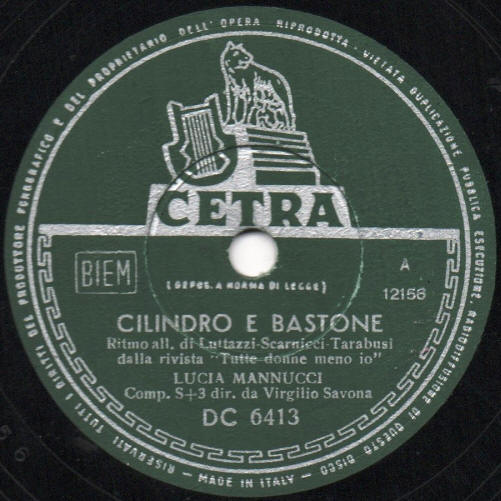 RISERVATI TUTTI I DIRITTI DEL PRODUTTORE FONOGRAFICO E DEL PROPRIETARIO DELL'OPERA RIPRODOTTA - VIETATA DUPLICAZIONE, PUBBLICA ESECUZIONE, RADIODIFFUSIONE DI QUESTO DISCO
CETRA
BIEM
A
(DEPOS. A NORMA DI LEGGE)
12156
CILINDRO E BASTONE
Ritmo all. di Luttazzi-Scarnicci-Tarabusi
dalla rivista "Tutte donne meno io"
LUCIA MANNUCCI
Comp. S+3 dir. da Virgilio Savona
DC 6413
- MADE IN ITALY -